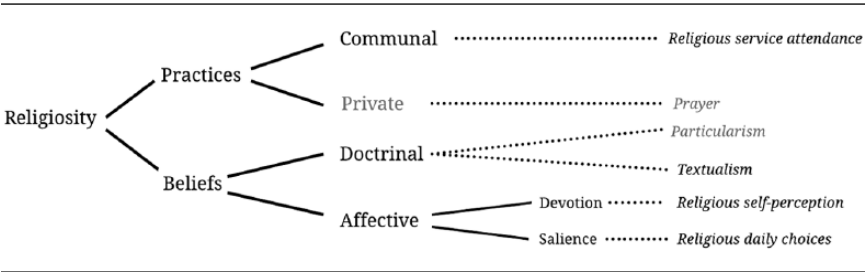 Communal
Religious service attendance
Practices
Private
Prayer
Religiosity
Particularism
Doctrinal
Textualism
Beliefs
Devotion
Religious self-perception
Affective
Salience
Religious daily choices